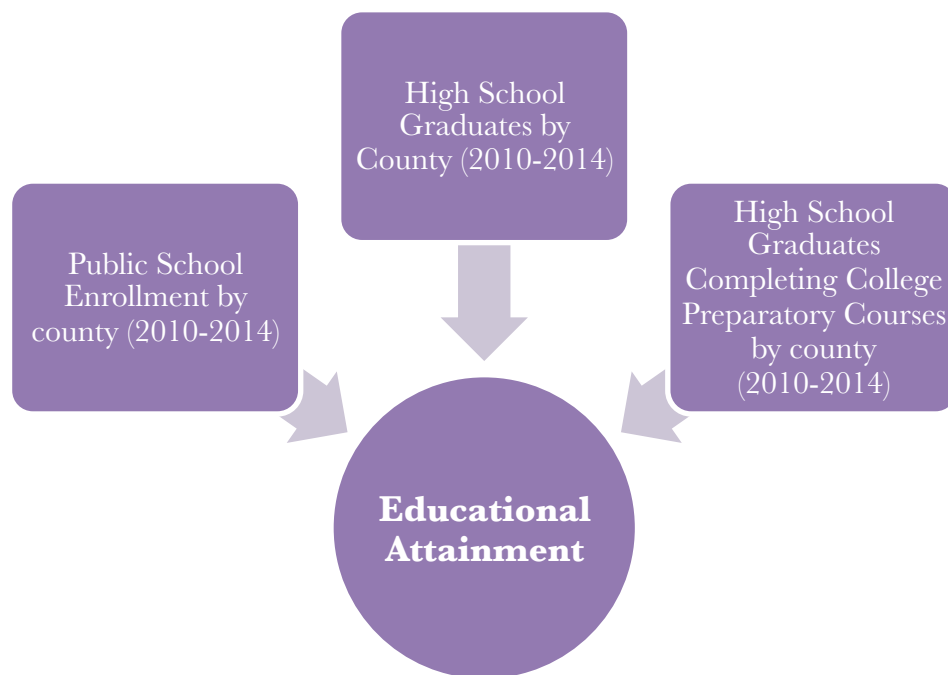 High School
Graduates by
County (2010-2014)
Public School
Enrollment by
county (2010-2014)
High School
Graduates
Completing College
Preparatory Courses
by county
(2010-2014)
Educational
Attainment